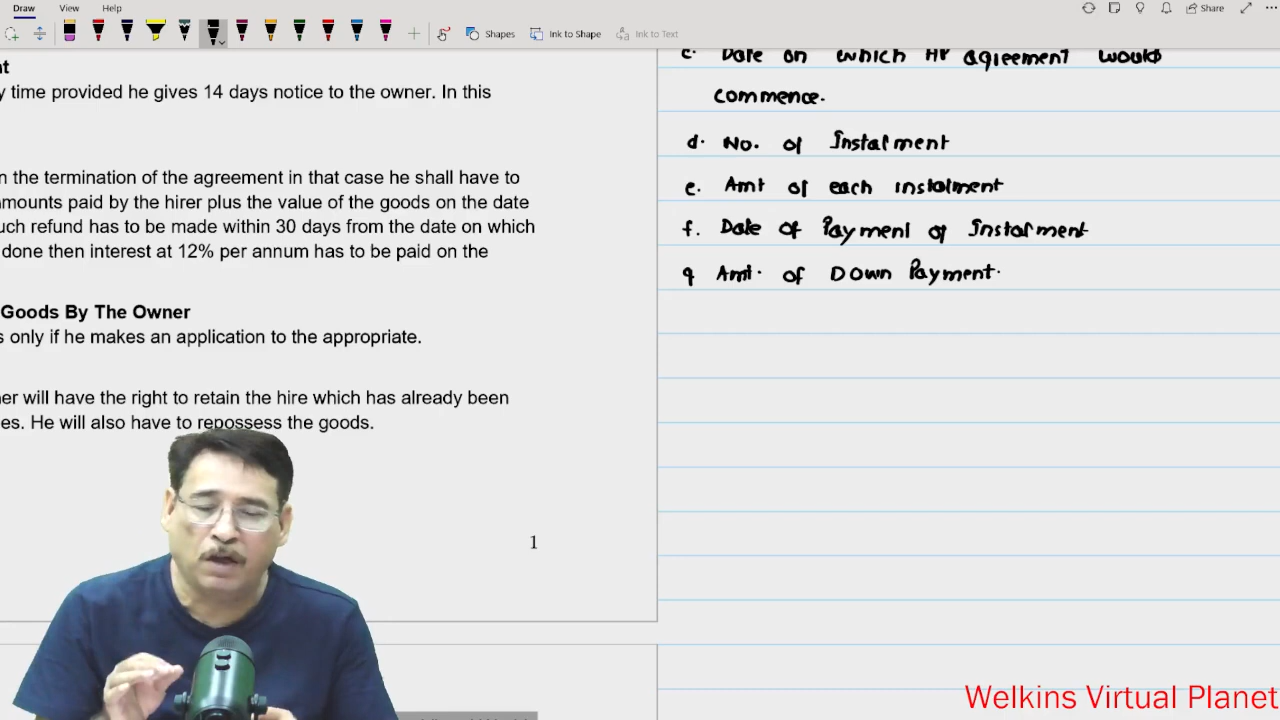 Draw View Help
Share
Shapes Ink to Shape Ink to Text
nt
y time provided he gives 14 days notice to the owner. In this
n the termination of the agreement in that case he shall have to
amounts paid by the hirer plus the value of the goods on the date
uch refund has to be made within 30 days from the date on which
done then interest at 12% per annum has to be paid on the
Goods By The Owner
s only if he makes an application to the appropriate.
er will have the right to retain the hire which has already been
es. He will also have to repossess the goods.
1
c. Date on which HP agreement would
commence.
d. No. of Instalment
e. Amt of each instalment
f. Date of Payment of Instalment
g Amt. of Down Payment.
Welkins Virtual Planet